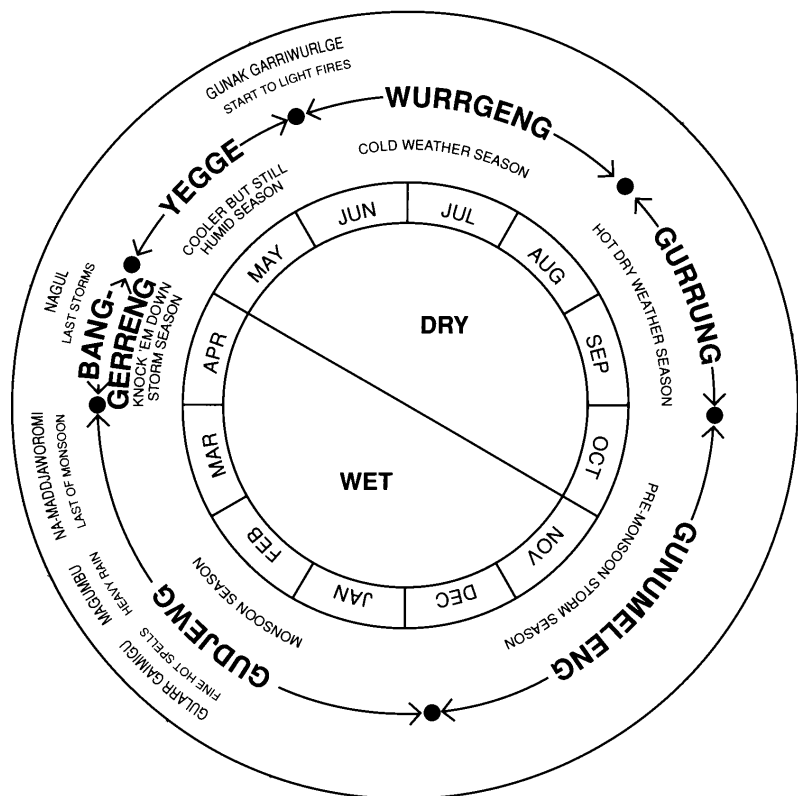 GUNAK GARRIWURLGE
START TO LIGHT FIRES
WURRGENG
COLD WEATHER SEASON
YEGGE
COOLER BUT STILL
HUMID SEASON
GURRUNG
HOT DRY WEATHER SEASON
NAGUL
LAST STORMS
BANG-
GERRENG
KNOCK 'EM DOWN
STORM SEASON
JUN
JUL
MAY
AUG
APR
SEP
MAR
OCT
FEB
NOV
JAN
DEC
DRY
WET
NA-MADDJAWOROMI
LAST OF MONSOON
MAGUMBU
HEAVY RAIN
GULARR GAIMIGU
FINE HOT SPELLS
GUDJEWG
MONSOON SEASON
PRE-MONSOON STORM SEASON
GUNUMELENG